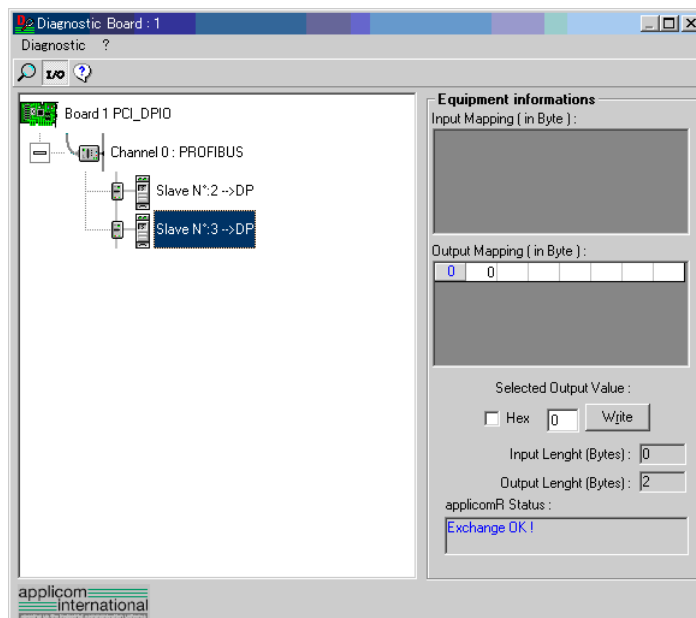 Diagnostic Board : 1
Diagnostic ?
I/O
Board 1 PCI_DPIO
Channel 0 : PROFIBUS
Slave N°:2 -->DP
Slave N°:3 -->DP
Equipment informations
Input Mapping ( in Byte ) :
Output Mapping ( in Byte ) :
0 0
Selected Output Value :
Hex 0 Write
Input Lenght (Bytes) : 0
Output Lenght (Bytes) : 2
applicomR Status :
Exchange OK !
applicom
international